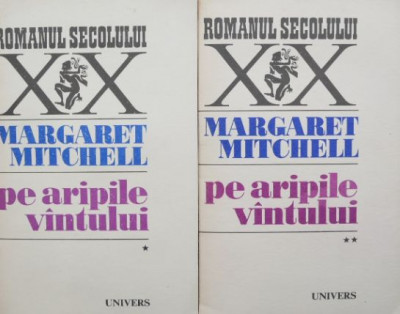 ROMANUL SECOLULUI
XX
MARGARET
MITCHELL
pe aripile
vîntului
*
UNIVERS
ROMANUL SECOLULUI
XX
MARGARET
MITCHELL
pe aripile
vîntului
**
UNIVERS